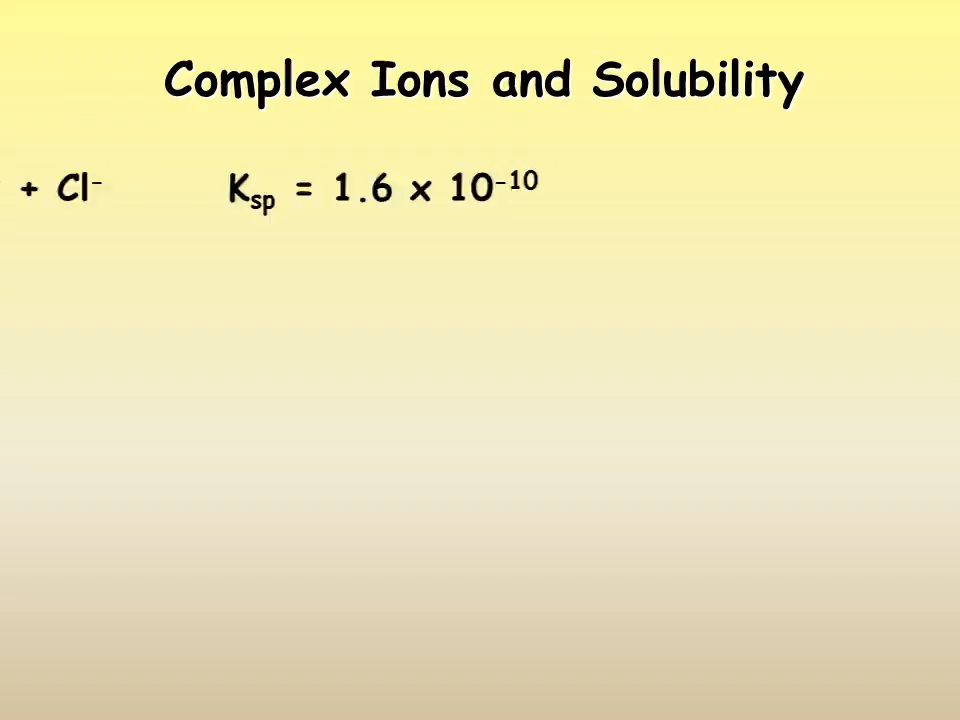 Complex Ions and Solubility
+ Cl⁻ Kₛₚ = 1.6 x 10⁻¹⁰